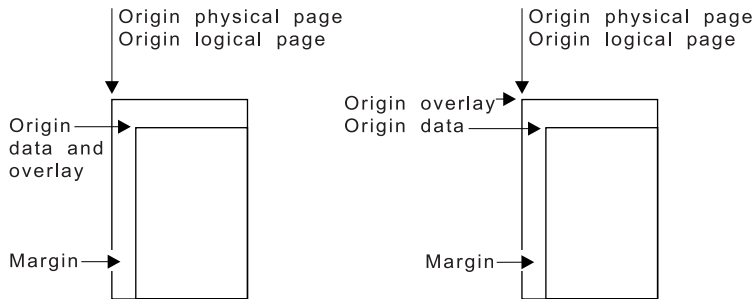 Origin physical page
Origin logical page
Origin
data and
overlay
Margin
Origin physical page
Origin logical page
Origin overlay
Origin data
Margin